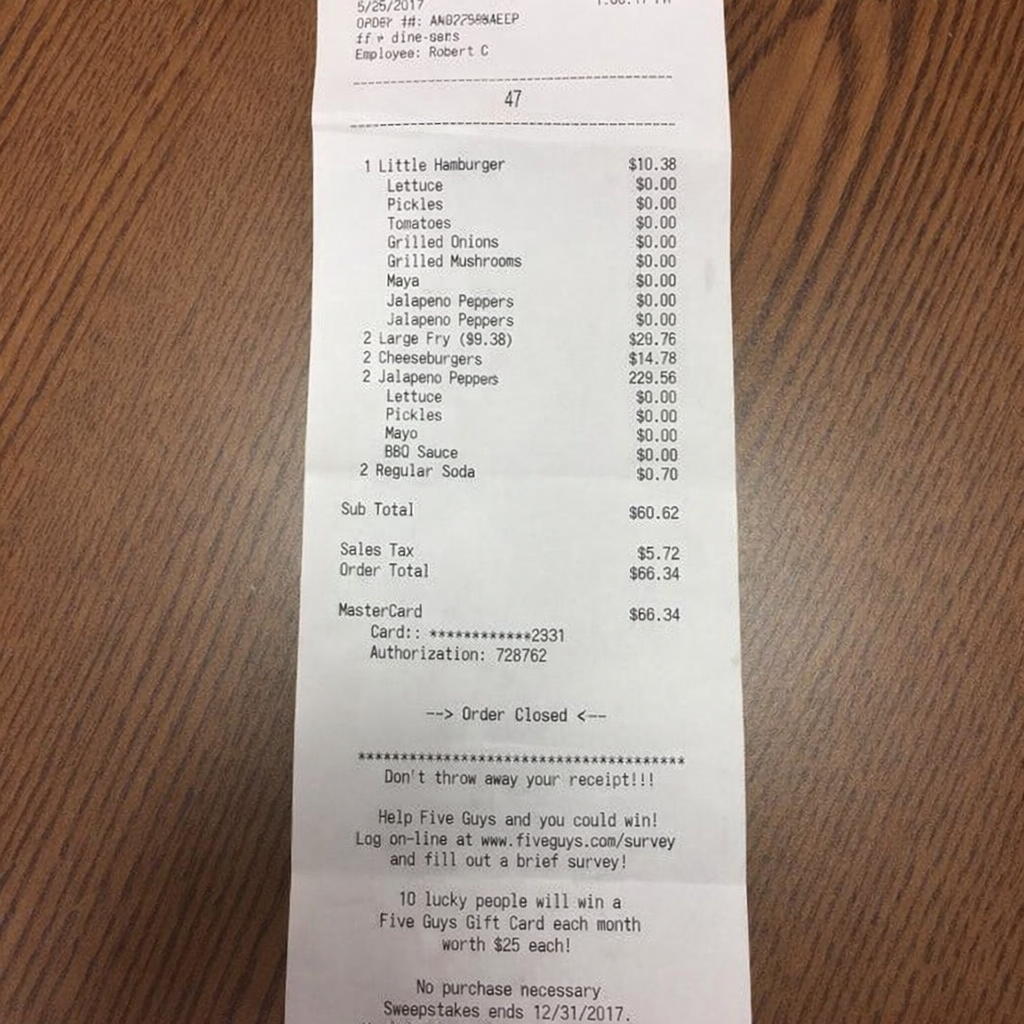 5/25/2017
ORDER #:
dine-
Employee: Robert C
47
1 Little Hamburger $10.38
Lettuce $0.00
Pickles $0.00
Tomatoes $0.00
Grilled Onions $0.00
Grilled Mushrooms $0.00
Maya $0.00
Jalapeno Peppers $0.00
Jalapeno Peppers $0.00
2 Large Fry ($9.38) $20.76
2 Cheeseburgers $14.78
2 Jalapeno Peppers 229.56
Lettuce $0.00
Pickles $0.00
Mayo $0.00
BBQ Sauce $0.00
2 Regular Soda $0.70
Sub Total $60.62
Sales Tax $5.72
Order Total $66.34
MasterCard $66.34
Card:: ************2931
Authorization: 728762
--> Order Closed <--
****************************************
Don't throw away your receipt!!!
Help Five Guys and you could win!
Log on-line at www.fiveguys.com/survey
and fill out a brief survey!
10 lucky people will win a
Five Guys Gift Card each month
worth $25 each!
No purchase necessary
Sweepstakes ends 12/31/2017.